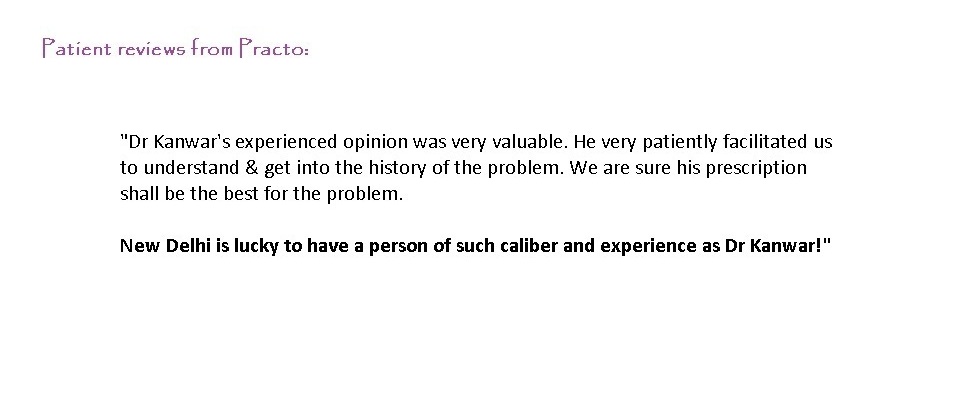 Patient reviews from Practo:
"Dr Kanwar's experienced opinion was very valuable. He very patiently facilitated us
to understand & get into the history of the problem. We are sure his prescription
shall be the best for the problem.
New Delhi is lucky to have a person of such caliber and experience as Dr Kanwar!"